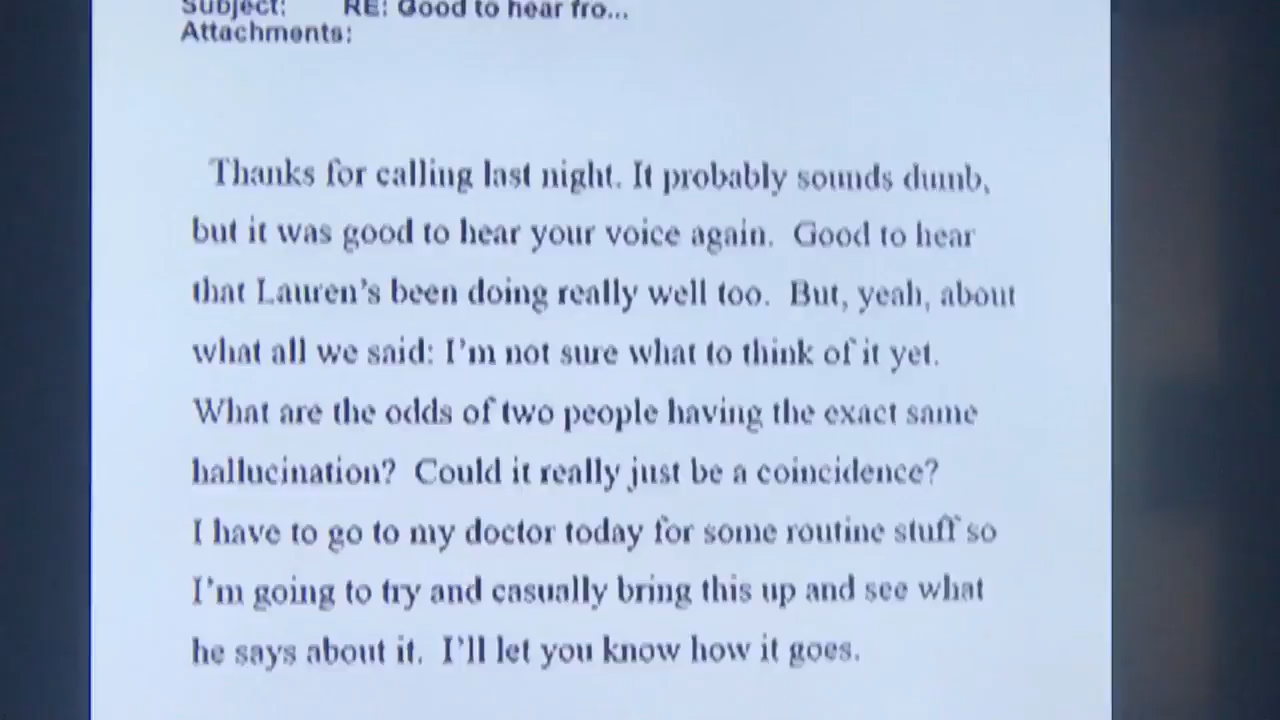 Subject: RE: Good to hear fro...
Attachments:
Thanks for calling last night. It probably sounds dumb,
but it was good to hear your voice again. Good to hear
that Lauren's been doing really well too. But, yeah, about
what all we said: I'm not sure what to think of it yet.
What are the odds of two people having the exact same
hallucination? Could it really just be a coincidence?
I have to go to my doctor today for some routine stuff so
I'm going to try and casually bring this up and see what
he says about it. I'll let you know how it goes.